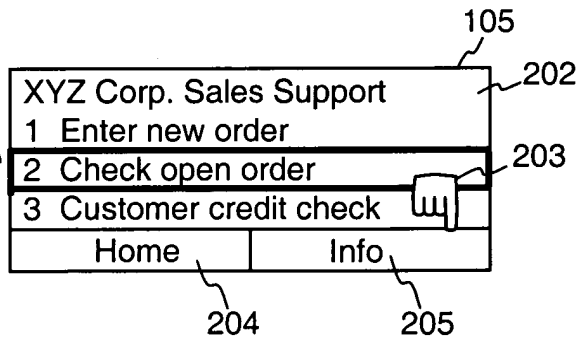 105
202
XYZ Corp. Sales Support
1 Enter new order
2 Check open order
203
3 Customer credit check
Home Info
204 205